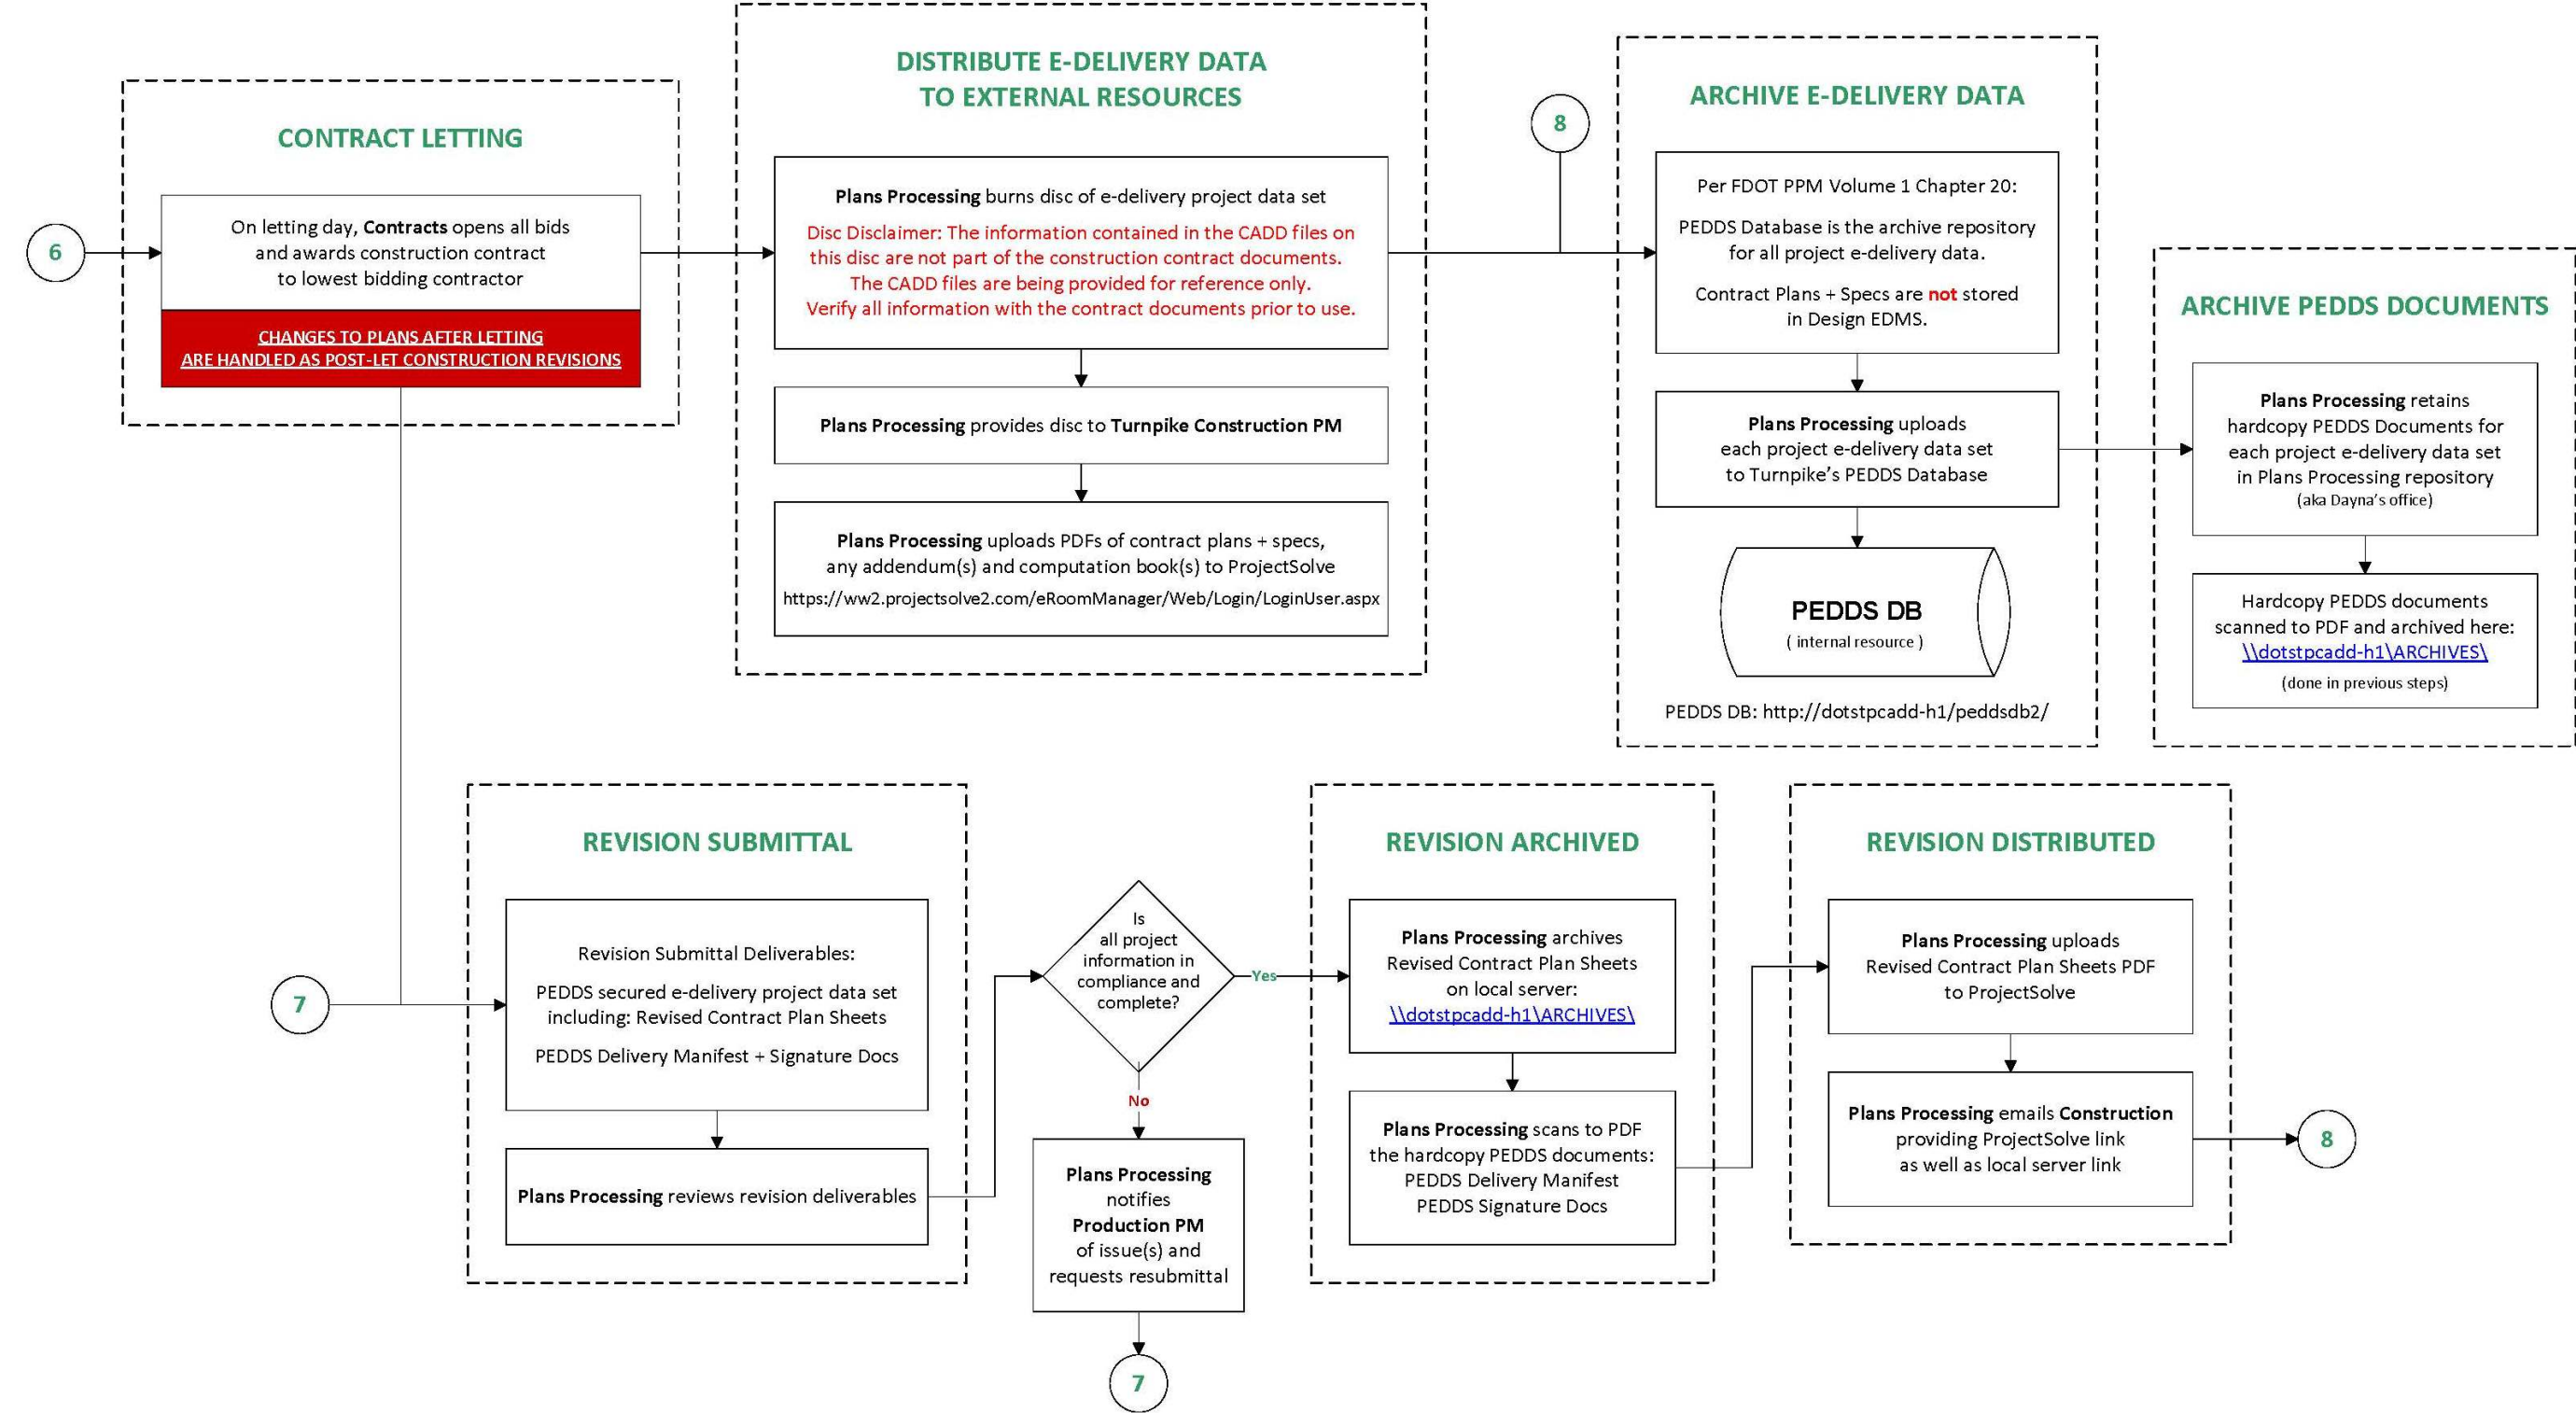 6
CONTRACT LETTING
On letting day, Contracts opens all bids
and awards construction contract
to lowest bidding contractor
CHANGES TO PLANS AFTER LETTING
ARE HANDLED AS POST-LET CONSTRUCTION REVISIONS
DISTRIBUTE E-DELIVERY DATA
TO EXTERNAL RESOURCES
Plans Processing burns disc of e-delivery project data set
Disc Disclaimer: The information contained in the CADD files on
this disc are not part of the construction contract documents.
The CADD files are being provided for reference only.
Verify all information with the contract documents prior to use.
Plans Processing provides disc to Turnpike Construction PM
Plans Processing uploads PDFs of contract plans + specs,
any addendum(s) and computation book(s) to ProjectSolve
https://ww2.projectsolve2.com/eRoomManager/Web/Login/LoginUser.aspx
8
ARCHIVE E-DELIVERY DATA
Per FDOT PPM Volume 1 Chapter 20:
PEDDS Database is the archive repository
for all project e-delivery data.
Contract Plans + Specs are not stored
in Design EDMS.
Plans Processing uploads
each project e-delivery data set
to Turnpike's PEDDS Database
PEDDS DB
( internal resource )
PEDDS DB: http://dotstpcadd-h1/peddsdb2/
ARCHIVE PEDDS DOCUMENTS
Plans Processing retains
hardcopy PEDDS Documents for
each project e-delivery data set
in Plans Processing repository
(aka Dayna's office)
Hardcopy PEDDS documents
scanned to PDF and archived here:
\\dotstpcadd-h1\ARCHIVES\
(done in previous steps)
7
REVISION SUBMITTAL
Revision Submittal Deliverables:
PEDDS secured e-delivery project data set
including: Revised Contract Plan Sheets
PEDDS Delivery Manifest + Signature Docs
Plans Processing reviews revision deliverables
Is
all project
information in
compliance and
complete?
Yes
No
Plans Processing
notifies
Production PM
of issue(s) and
requests resubmittal
7
REVISION ARCHIVED
Plans Processing archives
Revised Contract Plan Sheets
on local server:
\\dotstpcadd-h1\ARCHIVES\
Plans Processing scans to PDF
the hardcopy PEDDS documents:
PEDDS Delivery Manifest
PEDDS Signature Docs
REVISION DISTRIBUTED
Plans Processing uploads
Revised Contract Plan Sheets PDF
to ProjectSolve
Plans Processing emails Construction
providing ProjectSolve link
as well as local server link
8